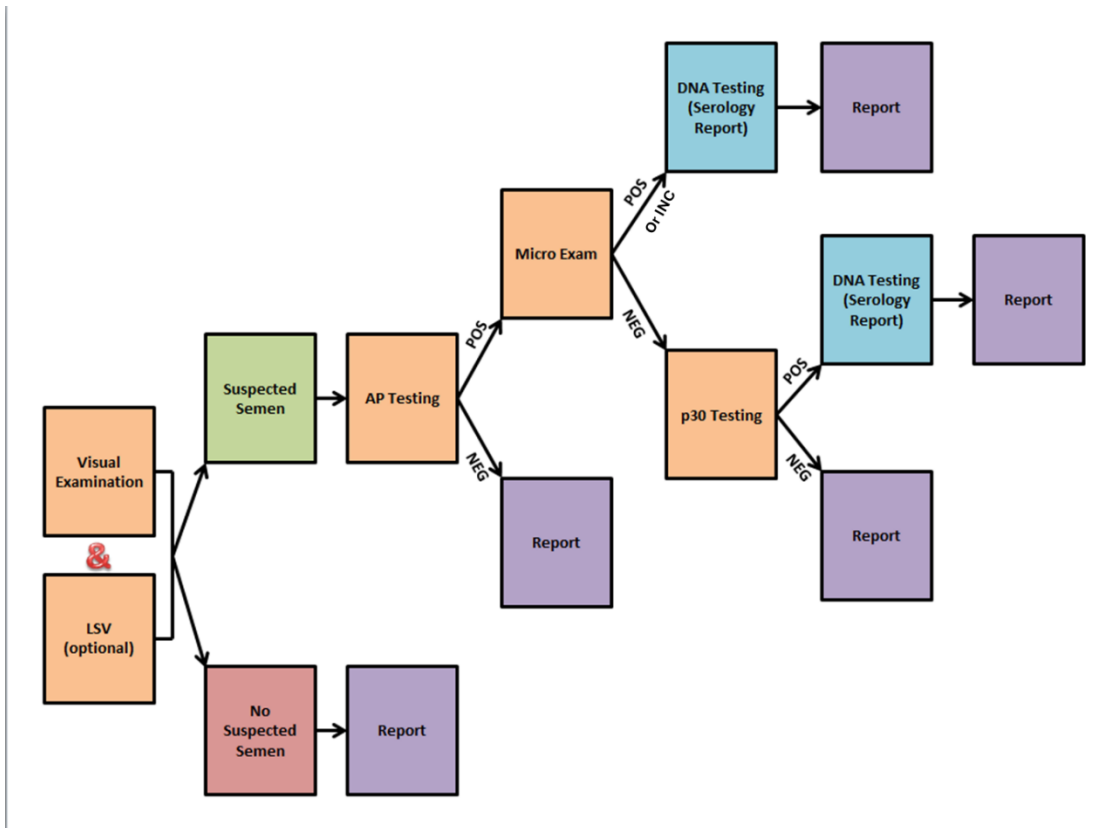 DNA Testing
(Serology
Report)
Report
POS
Or INC
Micro Exam
NEG
DNA Testing
(Serology
Report)
Report
POS
Suspected
Semen
AP Testing
p30 Testing
POS
NEG
NEG
Visual
Examination
&
Report
Report
LSV
(optional)
No
Suspected
Semen
Report